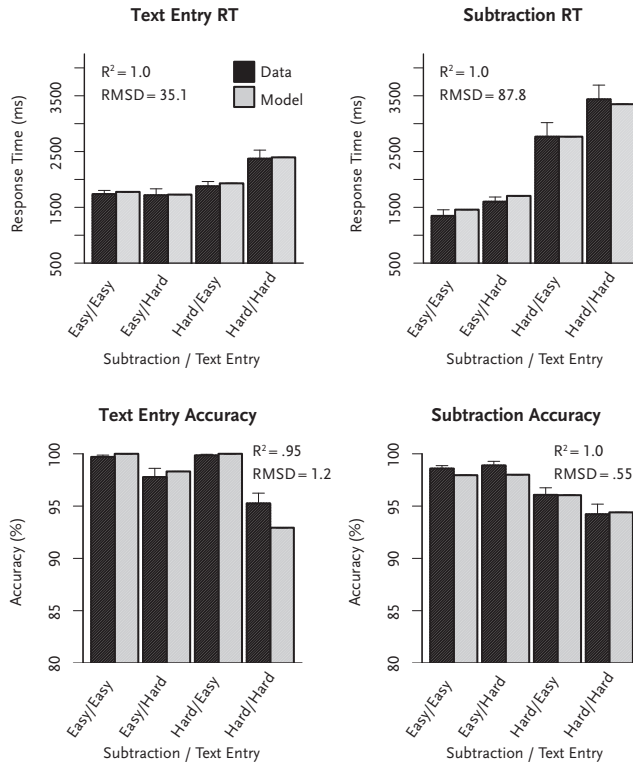 Text Entry RT
R² = 1.0
RMSD = 35.1
Data
Model
Response Time (ms)
3500
2500
1500
500
Easy/Easy
Easy/Hard
Hard/Easy
Hard/Hard
Subtraction / Text Entry
Subtraction RT
R² = 1.0
RMSD = 87.8
Response Time (ms)
3500
2500
1500
500
Easy/Easy
Easy/Hard
Hard/Easy
Hard/Hard
Subtraction / Text Entry
Text Entry Accuracy
R² = .95
RMSD = 1.2
Accuracy (%)
100
95
90
85
80
Easy/Easy
Easy/Hard
Hard/Easy
Hard/Hard
Subtraction / Text Entry
Subtraction Accuracy
R² = 1.0
RMSD = .55
Accuracy (%)
100
95
90
85
80
Easy/Easy
Easy/Hard
Hard/Easy
Hard/Hard
Subtraction / Text Entry